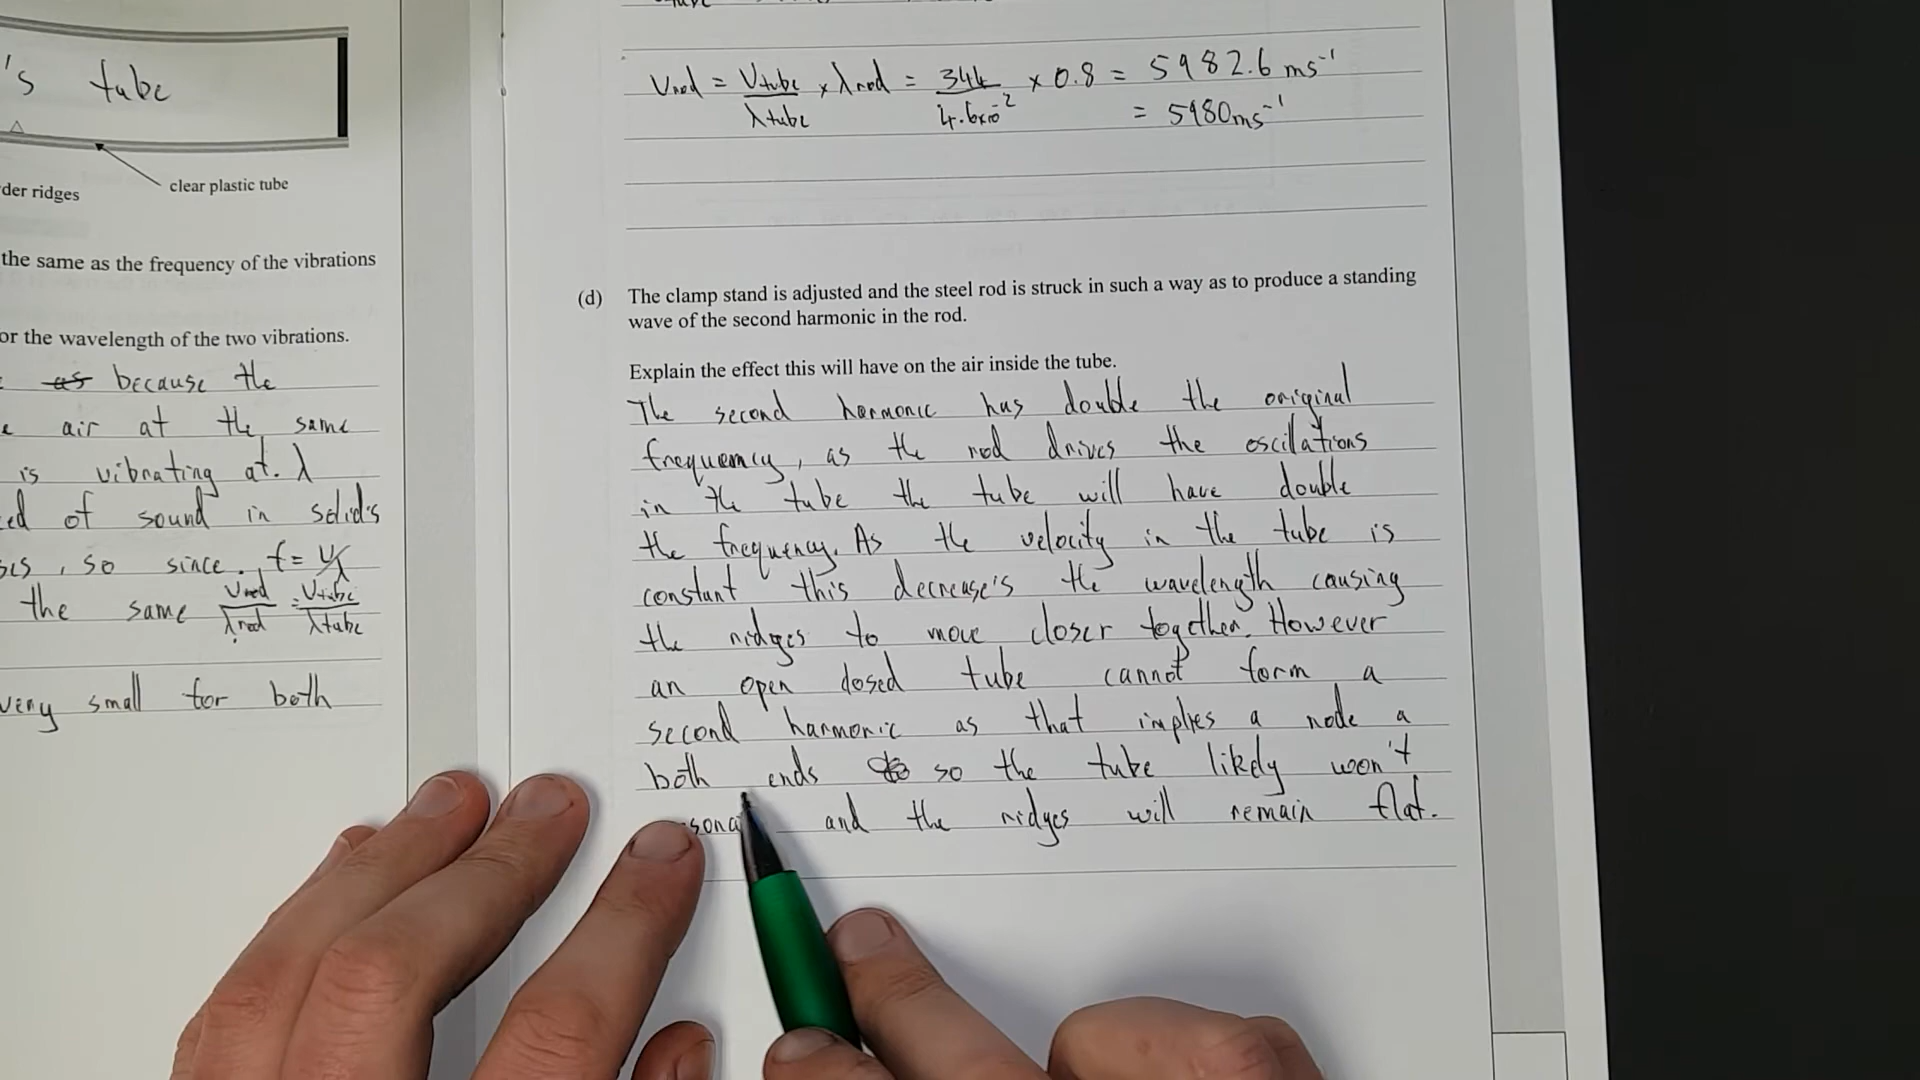 's tube
clear plastic tube
der ridges
the same as the frequency of the vibrations
or the wavelength of the two vibrations.
as because the
e air at the same
is vibrating at. λ
ed of sound in solid's
ses, so since. f = v/λ
the same Vrod/λrod = Vtube/λtube
very small for both
Vrod = Vtube/λtube × λrod = 344/4.6×10⁻² × 0.8 = 5982.6 ms⁻¹
= 5980ms⁻¹
(d) The clamp stand is adjusted and the steel rod is struck in such a way as to produce a standing
wave of the second harmonic in the rod.
Explain the effect this will have on the air inside the tube.
The second harmonic has double the original
frequency, as the rod drives the oscilations
in the tube the tube will have double
the frequency. As the velocity in the tube is
constant this decrease's the wavelength causing
the ridges to move closer together. However
an open closed tube cannot form a
second harmonic as that implies a node a
both ends so the tube likely won't
sona and the ridges will remain flat.